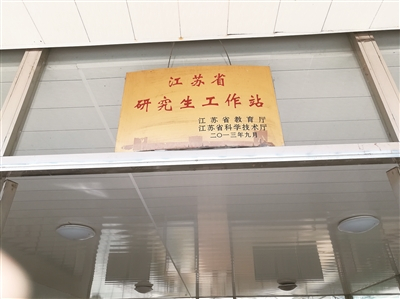 江苏省
研究生工作站
江苏省教育厅
江苏省科学技术厅
二〇一三年九月